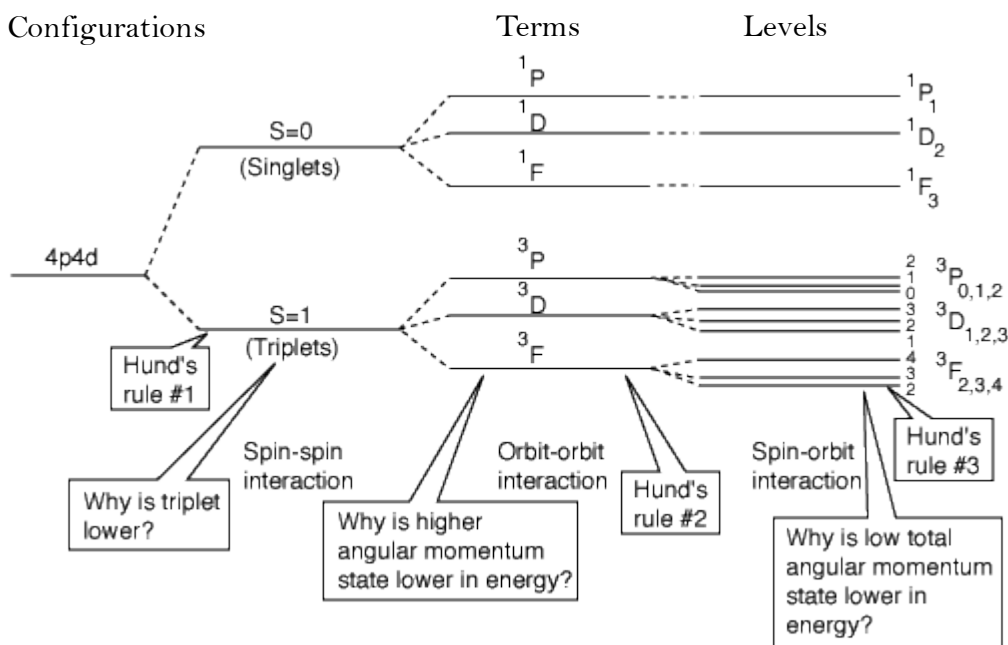 Configurations Terms Levels
¹P ¹P₁
¹D ¹D₂
S=0
(Singlets)
¹F ¹F₃
4p4d
³P 2 ³P₀,₁,₂
1
0
³D 3 ³D₁,₂,₃
S=1 2
(Triplets) 1
³F 4 ³F₂,₃,₄
3
2
Hund's
rule #1
Hund's
rule #3
Spin-spin
interaction
Orbit-orbit
interaction
Spin-orbit
interaction
Hund's
rule #2
Why is triplet
lower?
Why is higher
angular momentum
state lower in energy?
Why is low total
angular momentum
state lower in
energy?